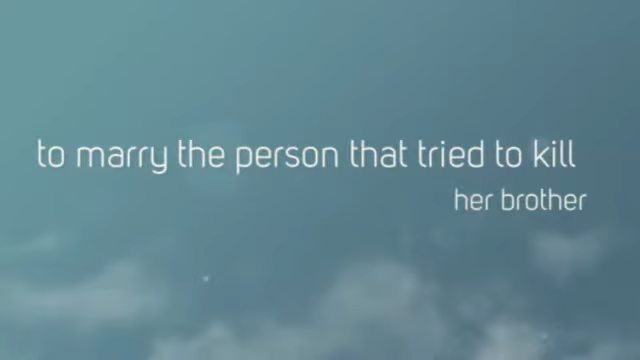 to marry the person that tried to kill
her brother